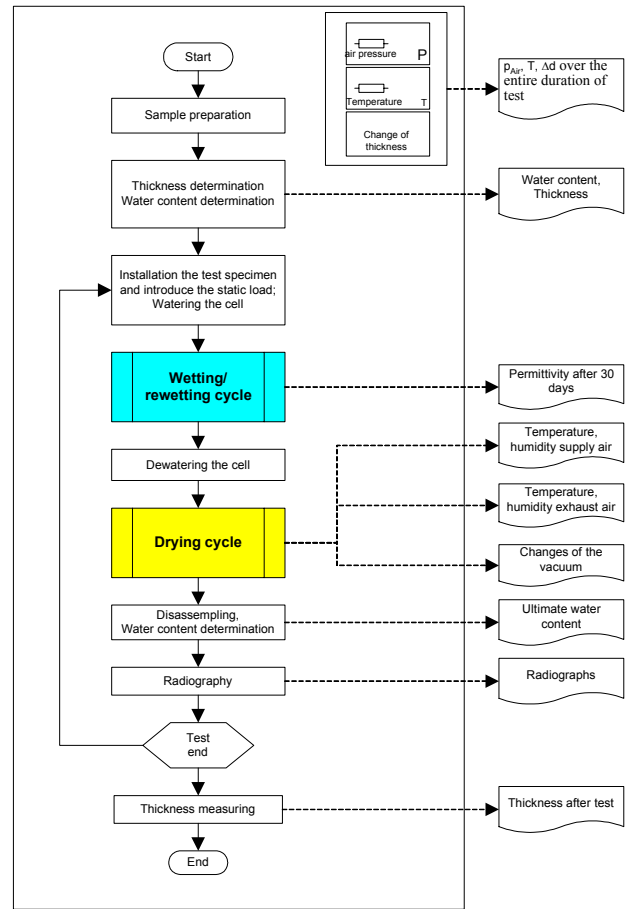 Start
air pressure P
Temperature T
Change of
thickness
pAir, T, Δd over the
entire duration of
test
Sample preparation
Thickness determination
Water content determination
Water content,
Thickness
Installation the test specimen
and introduce the static load;
Watering the cell
Wetting/
rewetting cycle
Permittivity after 30
days
Dewatering the cell
Temperature,
humidity supply air
Drying cycle
Temperature,
humidity exhaust air
Changes of the
vacuum
Disassempling,
Water content determination
Ultimate water
content
Radiography
Radiographs
Test
end
Thickness measuring
Thickness after test
End